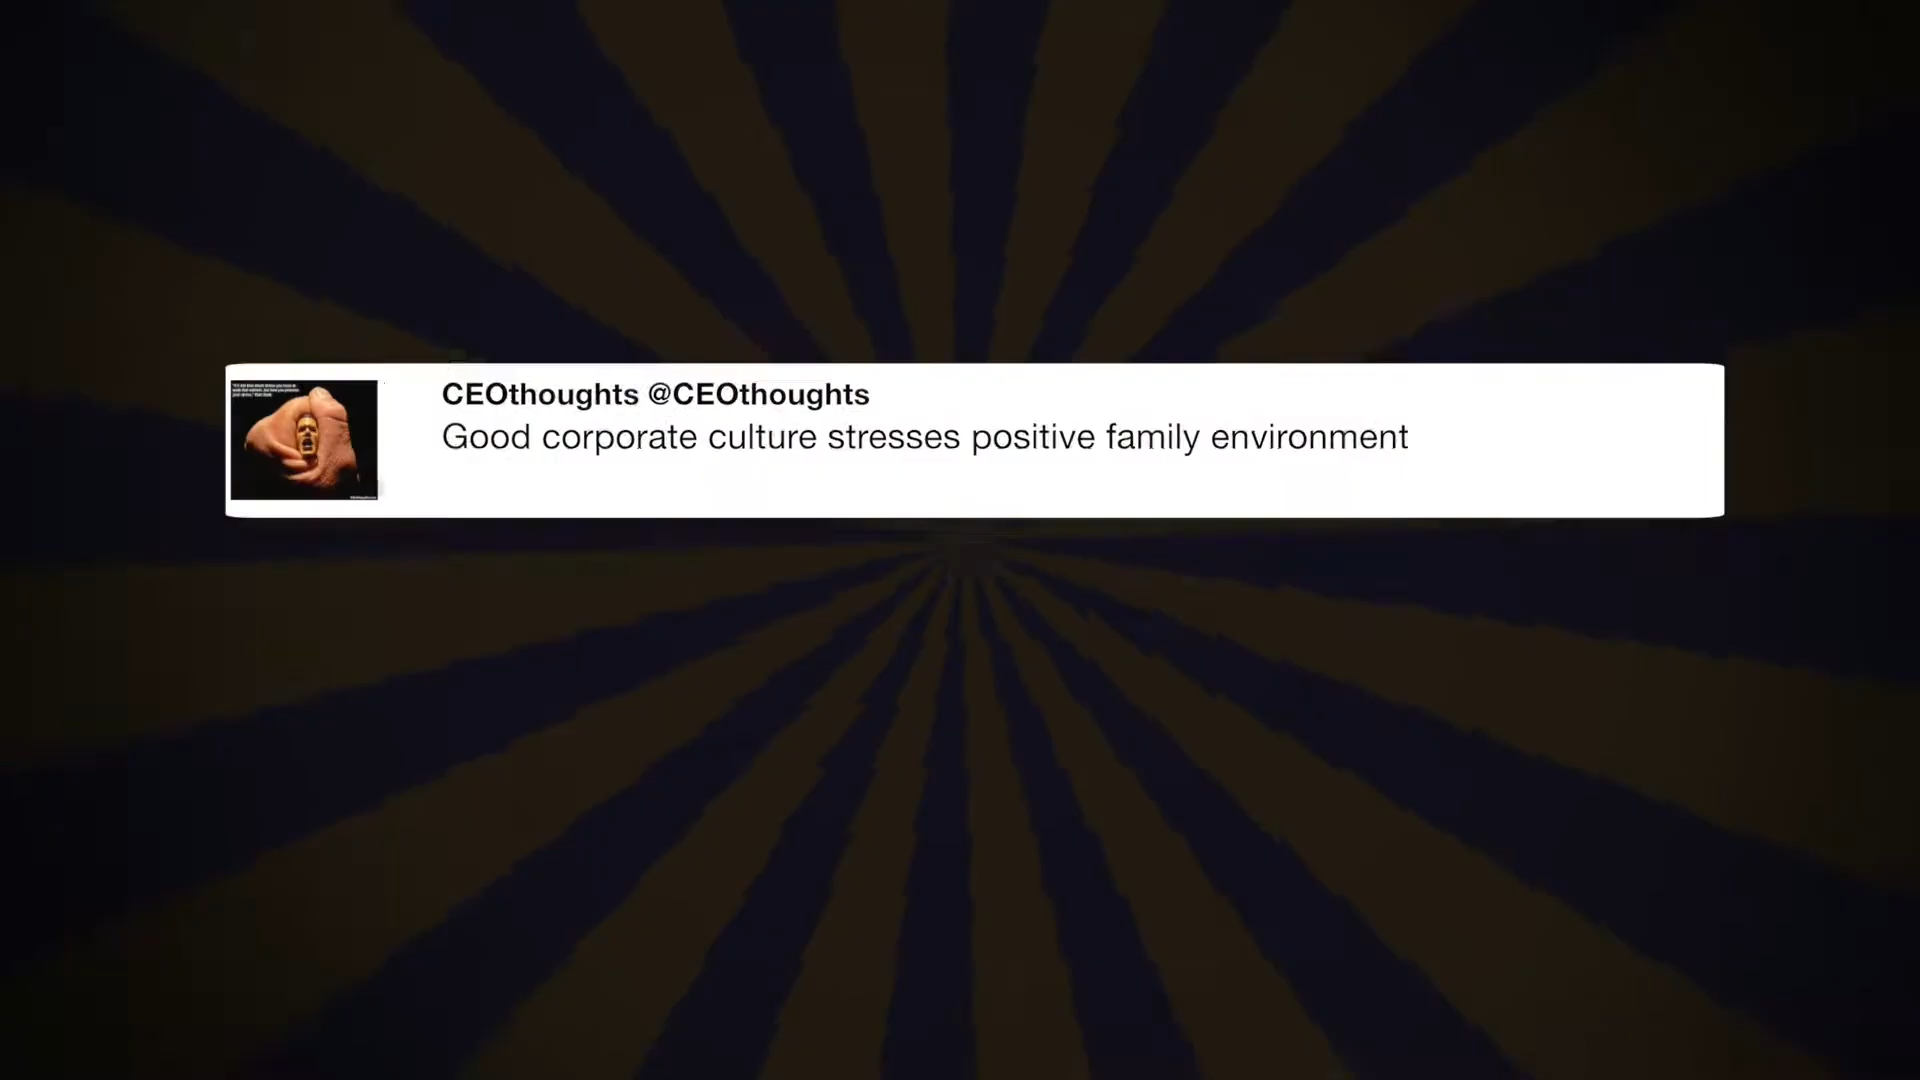 CEOthoughts @CEOthoughts
Good corporate culture stresses positive family environment